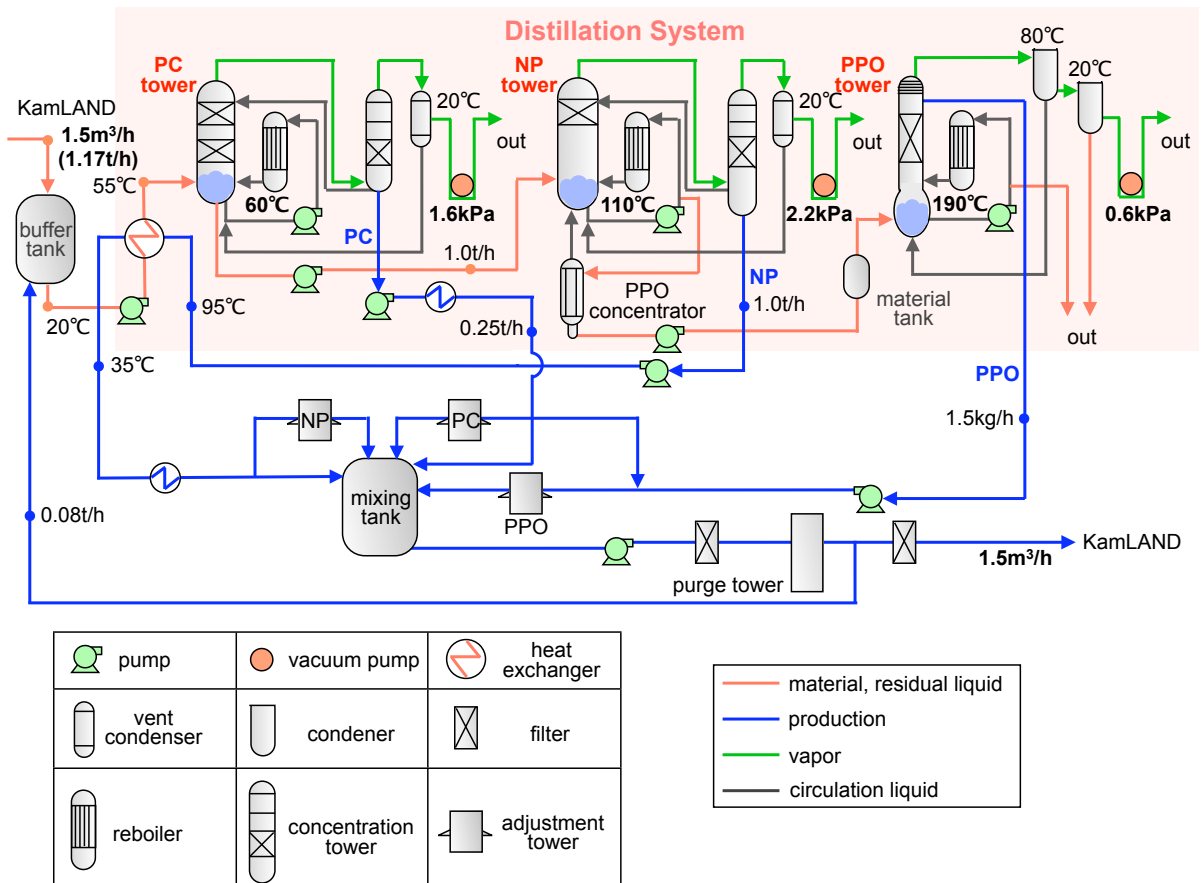 Distillation System
PC
tower
NP
tower
PPO
tower
80℃
20℃
20℃
20℃
KamLAND
1.5m³/h
(1.17t/h)
55℃
out
out
out
60℃
110℃
190℃
1.6kPa
2.2kPa
0.6kPa
buffer
tank
PC
1.0t/h
NP
PPO
concentrator
material
tank
20℃
95℃
0.25t/h
1.0t/h
out
35℃
PPO
NP
PC
1.5kg/h
mixing
tank
PPO
0.08t/h
purge tower
1.5m³/h
KamLAND
pump
vacuum pump
heat
exchanger
vent
condenser
condener
filter
reboiler
concentration
tower
adjustment
tower
material, residual liquid
production
vapor
circulation liquid